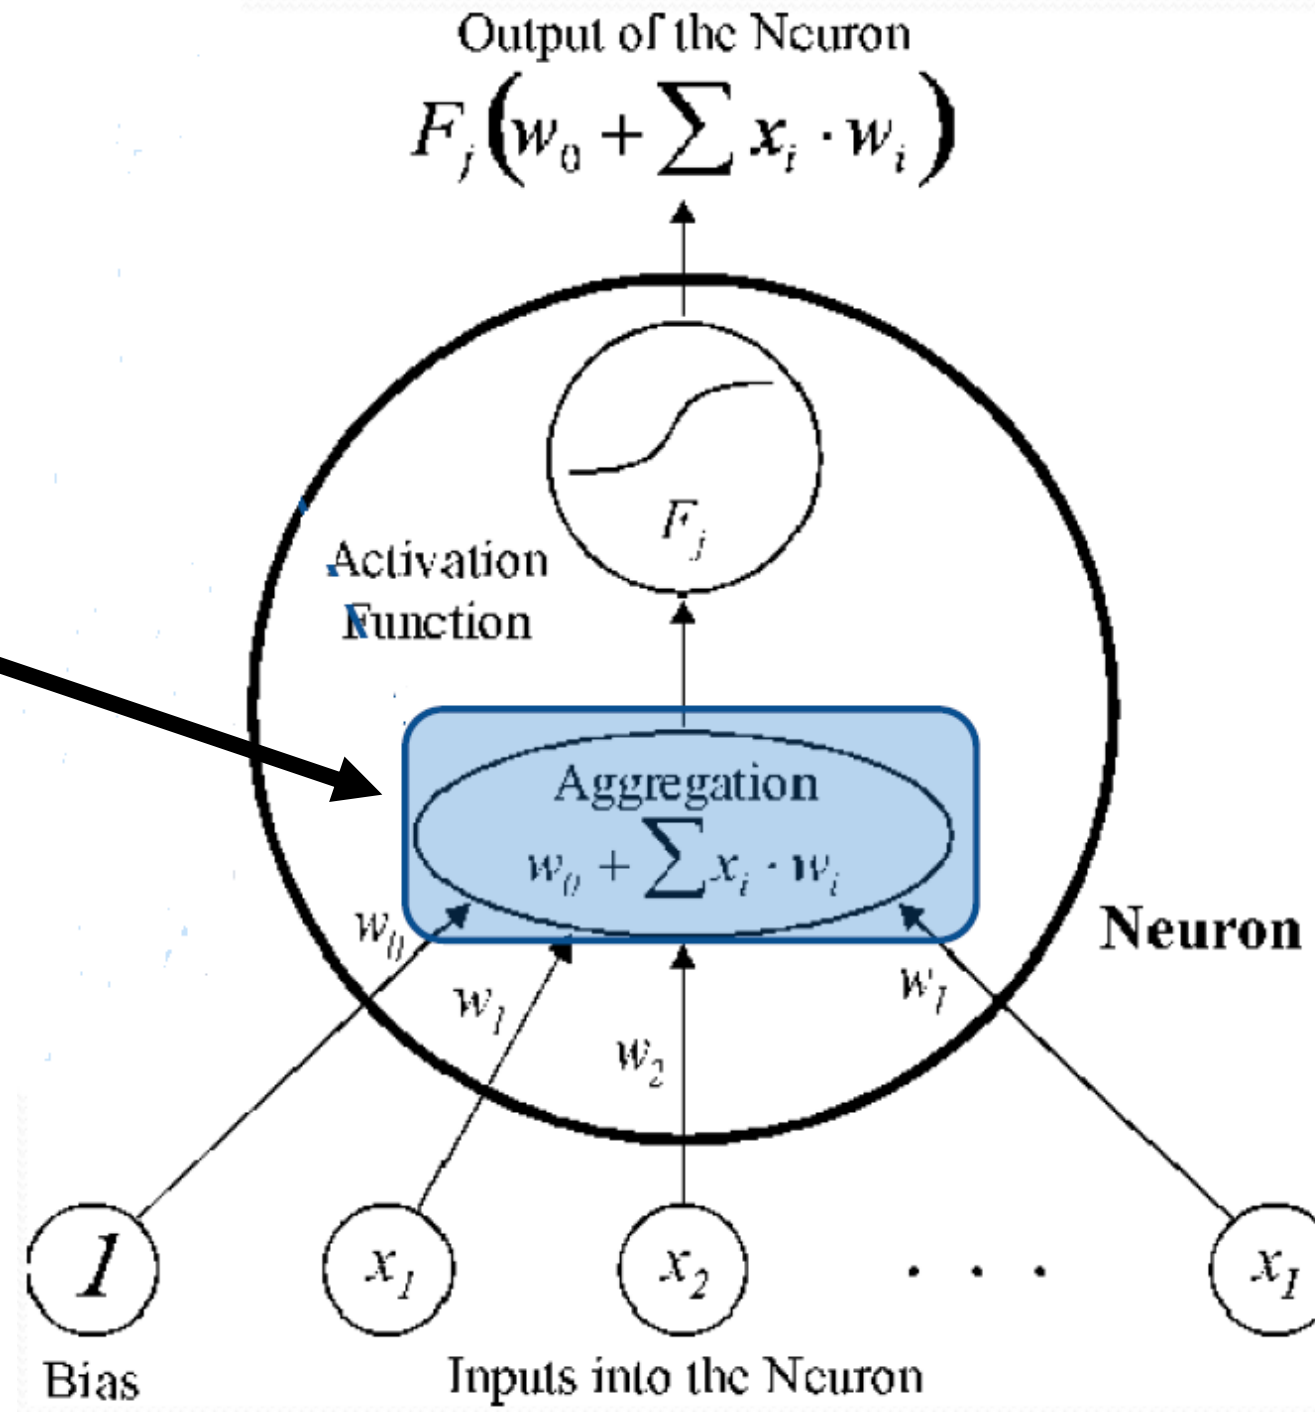 Output of the Neuron
F_j(w_0 + ∑ x_i · w_i)
F_j
Activation
Function
Aggregation
w_0 + ∑ x_i · w_i
w_0
w_1
w_2
w_I
Neuron
1
x_1
x_2
. . .
x_I
Bias
Inputs into the Neuron